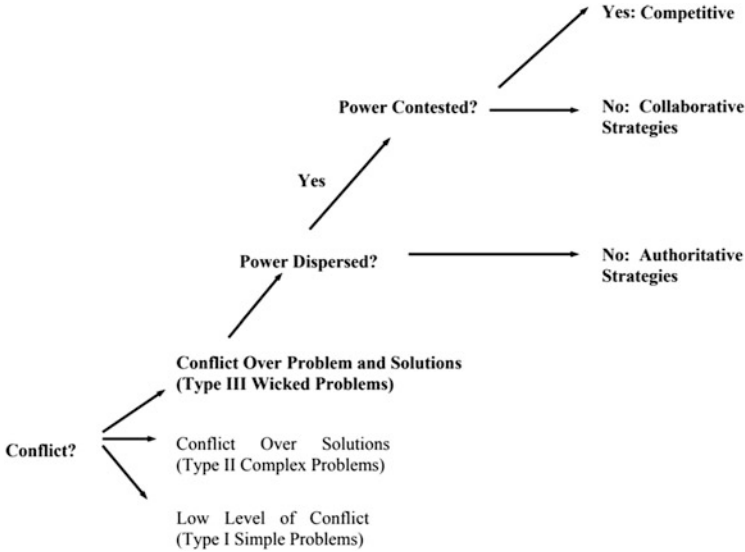 Yes: Competitive
Power Contested?
No: Collaborative
Strategies
Yes
Power Dispersed?
No: Authoritative
Strategies
Conflict Over Problem and Solutions
(Type III Wicked Problems)
Conflict?
Conflict Over Solutions
(Type II Complex Problems)
Low Level of Conflict
(Type I Simple Problems)